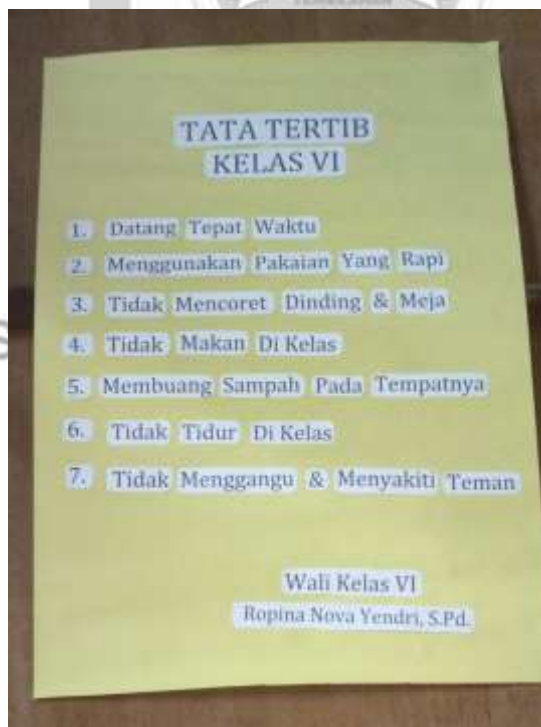 TATA TERTIB
KELAS VI
1. Datang Tepat Waktu
2. Menggunakan Pakaian Yang Rapi
3. Tidak Mencoret Dinding & Meja
4. Tidak Makan Di Kelas
5. Membuang Sampah Pada Tempatnya
6. Tidak Tidur Di Kelas
7. Tidak Menggangu & Menyakiti Teman
Wali Kelas VI
Ropina Nova Yendri, S.Pd.